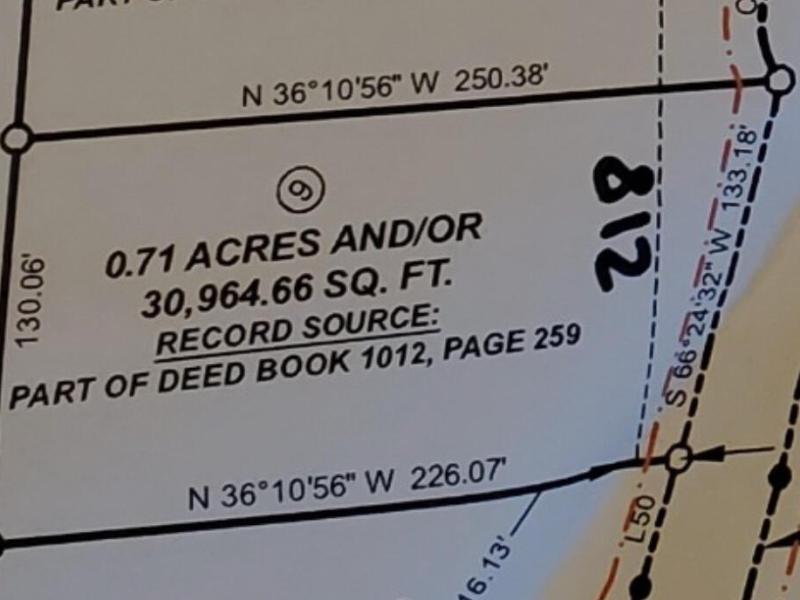 N 36°10'56" W 250.38'
9
0.71 ACRES AND/OR
30,964.66 SQ. FT.
RECORD SOURCE:
PART OF DEED BOOK 1012, PAGE 259
130.06'
812
S 66°24'32" W 133.18'
N 36°10'56" W 226.07'
16.13'
L50